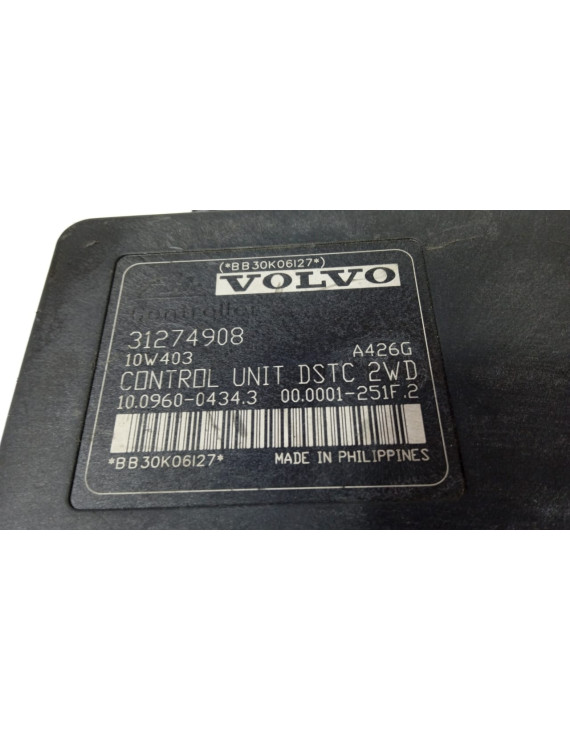 (*BB30K06I27*)
VOLVO
Controller
31274908
10W403 A426G
CONTROL UNIT DSTC 2WD
10.0960-0434.3 00.0001-251F.2
*BB30K06I27* MADE IN PHILIPPINES